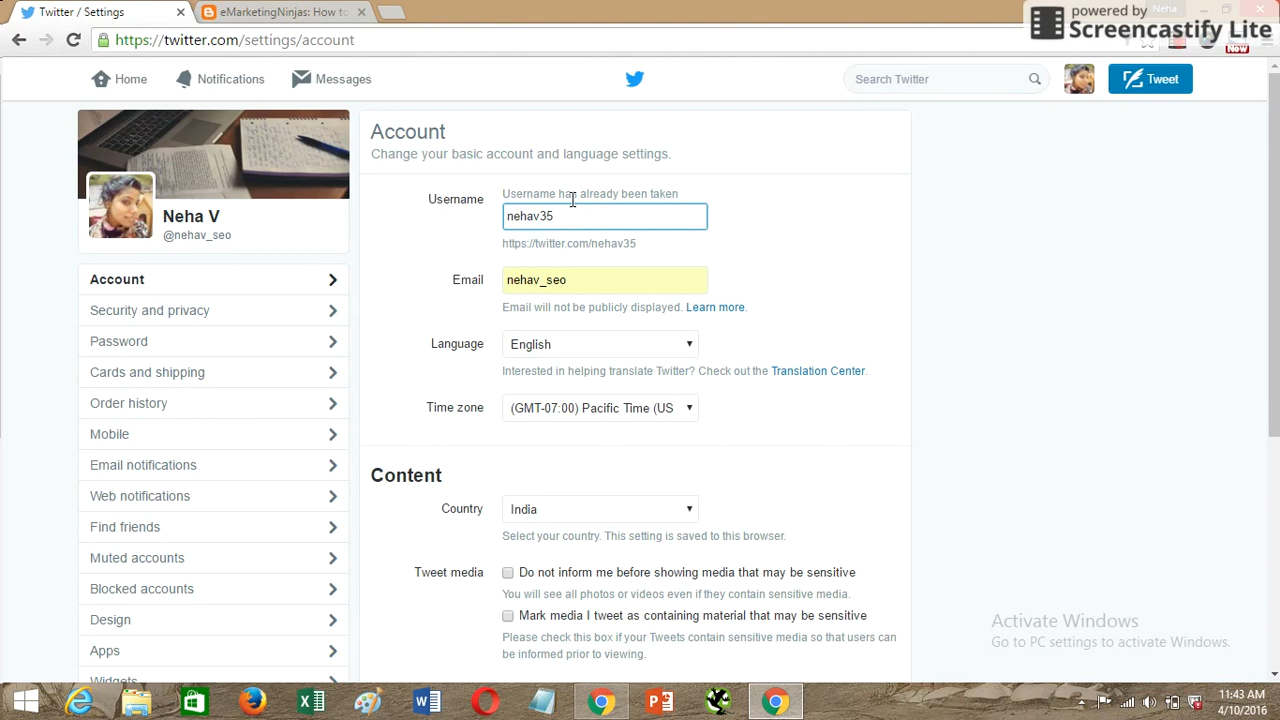 Twitter / Settings
eMarketingNinjas: How to
Neha
powered by
Screencastify Lite
https://twitter.com/settings/account
Now
Home
Notifications
Messages
Search Twitter
Tweet
Neha V
@nehav_seo
Account
Security and privacy
Password
Cards and shipping
Order history
Mobile
Email notifications
Web notifications
Find friends
Muted accounts
Blocked accounts
Design
Apps
Widgets
Account
Change your basic account and language settings.
Username
Username has already been taken
nehav35
https://twitter.com/nehav35
Email
nehav_seo
Email will not be publicly displayed. Learn more.
Language
English
Interested in helping translate Twitter? Check out the Translation Center.
Time zone
(GMT-07:00) Pacific Time (US
Content
Country
India
Select your country. This setting is saved to this browser.
Tweet media
Do not inform me before showing media that may be sensitive
You will see all photos or videos even if they contain sensitive media.
Mark media I tweet as containing material that may be sensitive
Please check this box if your Tweets contain sensitive media so that users can
be informed prior to viewing.
Activate Windows
Go to PC settings to activate Windows.
11:43 AM
4/10/2016